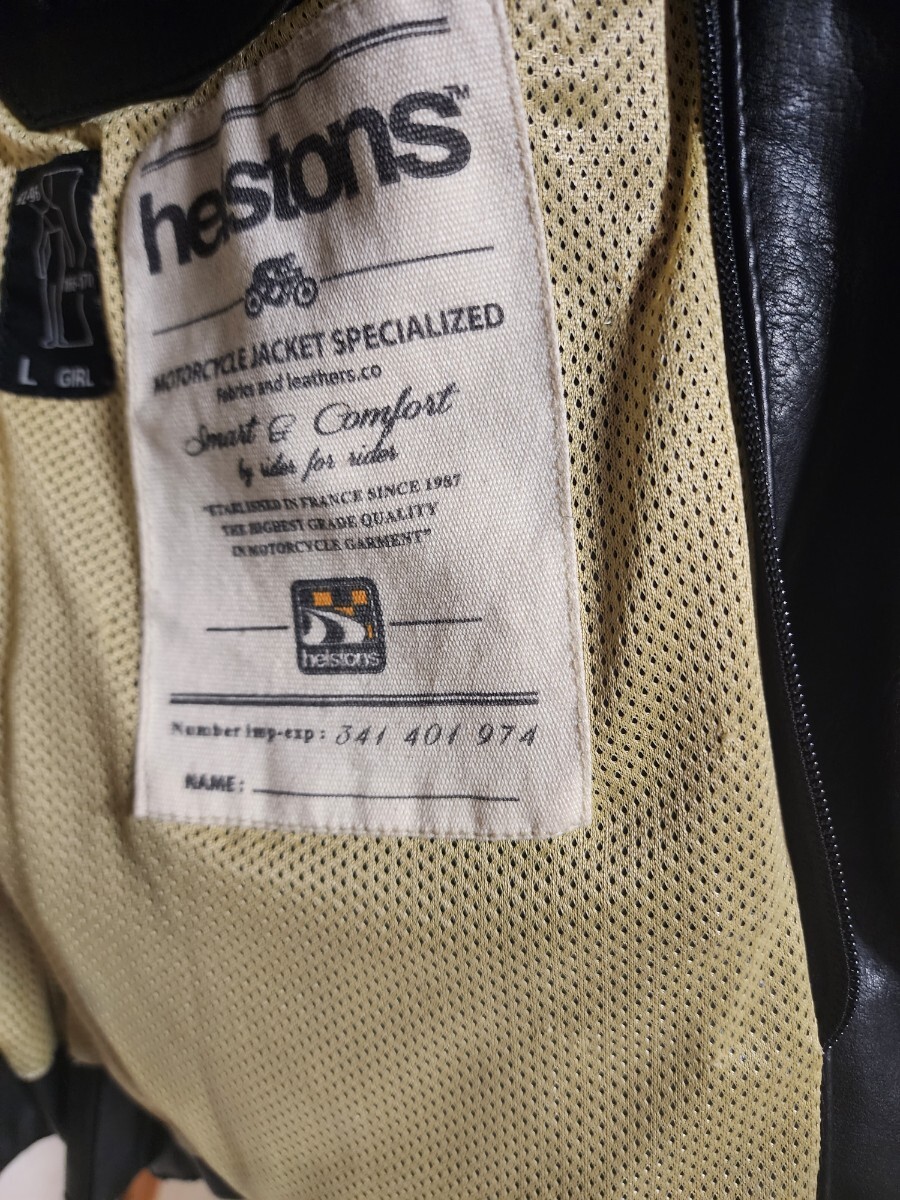 helstons™
MOTORCYCLE JACKET SPECIALIZED
Fabrics and leathers.co
Smart & Comfort
by rider for rider
"ETABLISHED IN FRANCE SINCE 1987
THE HIGHEST GRADE QUALITY
IN MOTORCYCLE GARMENT"
helstons
Number imp-exp: 341 401 974
NAME:
L GIRL